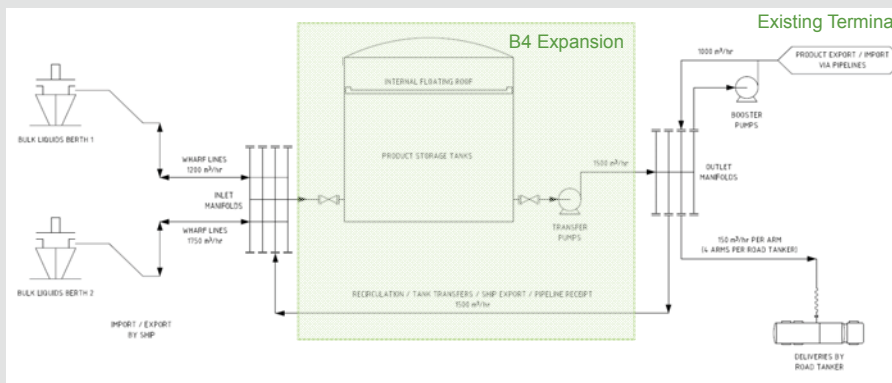 Existing Termina
B4 Expansion
1000 m³/hr
PRODUCT EXPORT / IMPORT
VIA PIPELINES
INTERNAL FLOATING ROOF
BOOSTER
PUMPS
BULK LIQUIDS BERTH 1
WHARF LINES
1200 m³/hr
PRODUCT STORAGE TANKS
1500 m³/hr
OUTLET
MANIFOLDS
INLET
MANIFOLDS
WHARF LINES
1750 m³/hr
TRANSFER
PUMPS
150 m³/hr PER ARM
(4 ARMS PER ROAD TANKER)
BULK LIQUIDS BERTH 2
RECIRCULATION / TANK TRANSFERS / SHIP EXPORT / PIPELINE RECEIPT
1500 m³/hr
IMPORT / EXPORT
BY SHIP
DELIVERIES BY
ROAD TANKER